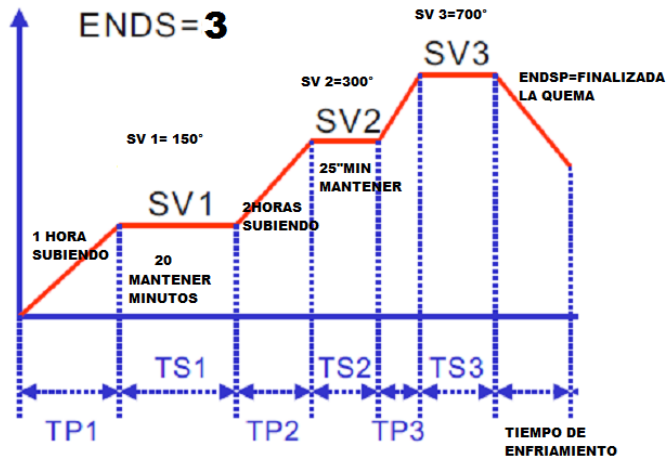 ENDS=3
SV 3=700°
SV3
ENDSP=FINALIZADA
LA QUEMA
SV 2=300°
SV2
25"MIN
MANTENER
SV 1= 150°
SV1
2HORAS
SUBIENDO
1 HORA
SUBIENDO
20
MANTENER
MINUTOS
TS1
TS2
TS3
TP1
TP2
TP3
TIEMPO DE
ENFRIAMIENTO